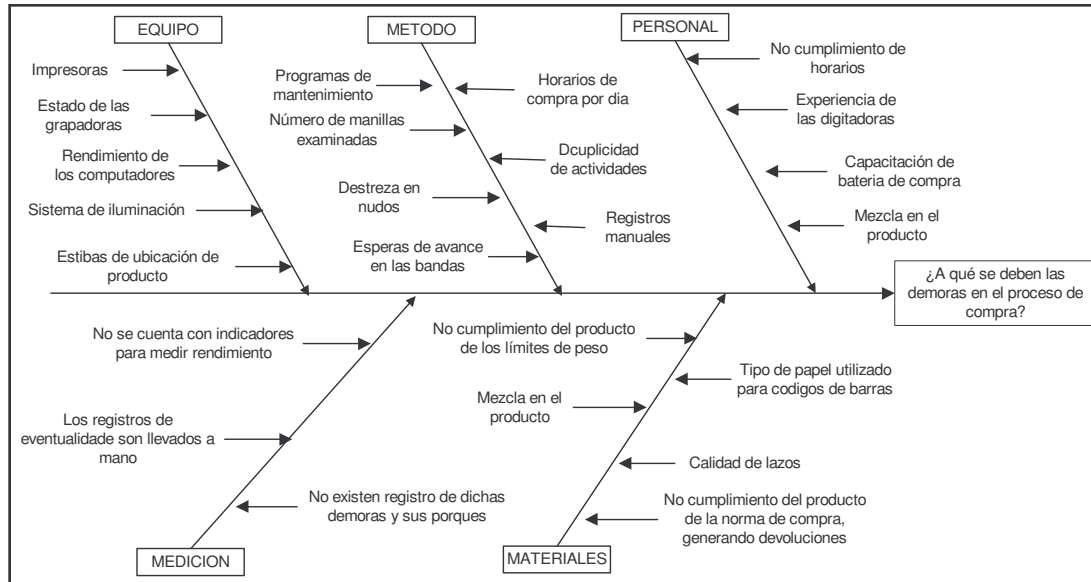 EQUIPO
METODO
PERSONAL
Impresoras
Estado de las
grapadoras
Rendimiento de
los computadores
Sistema de iluminación
Estibas de ubicación de
producto
Programas de
mantenimiento
Número de manillas
examinadas
Destreza en
nudos
Esperas de avance
en las bandas
Horarios de
compra por dia
Dcuplicidad
de actividades
Registros
manuales
No cumplimiento de
horarios
Experiencia de
las digitadoras
Capacitación de
bateria de compra
Mezcla en el
producto
¿A qué se deben las
demoras en el proceso de
compra?
No se cuenta con indicadores
para medir rendimiento
Los registros de
eventualidade son llevados a
mano
No existen registro de dichas
demoras y sus porques
MEDICION
No cumplimiento del producto
de los límites de peso
Mezcla en el
producto
Tipo de papel utilizado
para codigos de barras
Calidad de lazos
No cumplimiento del producto
de la norma de compra,
generando devoluciones
MATERIALES